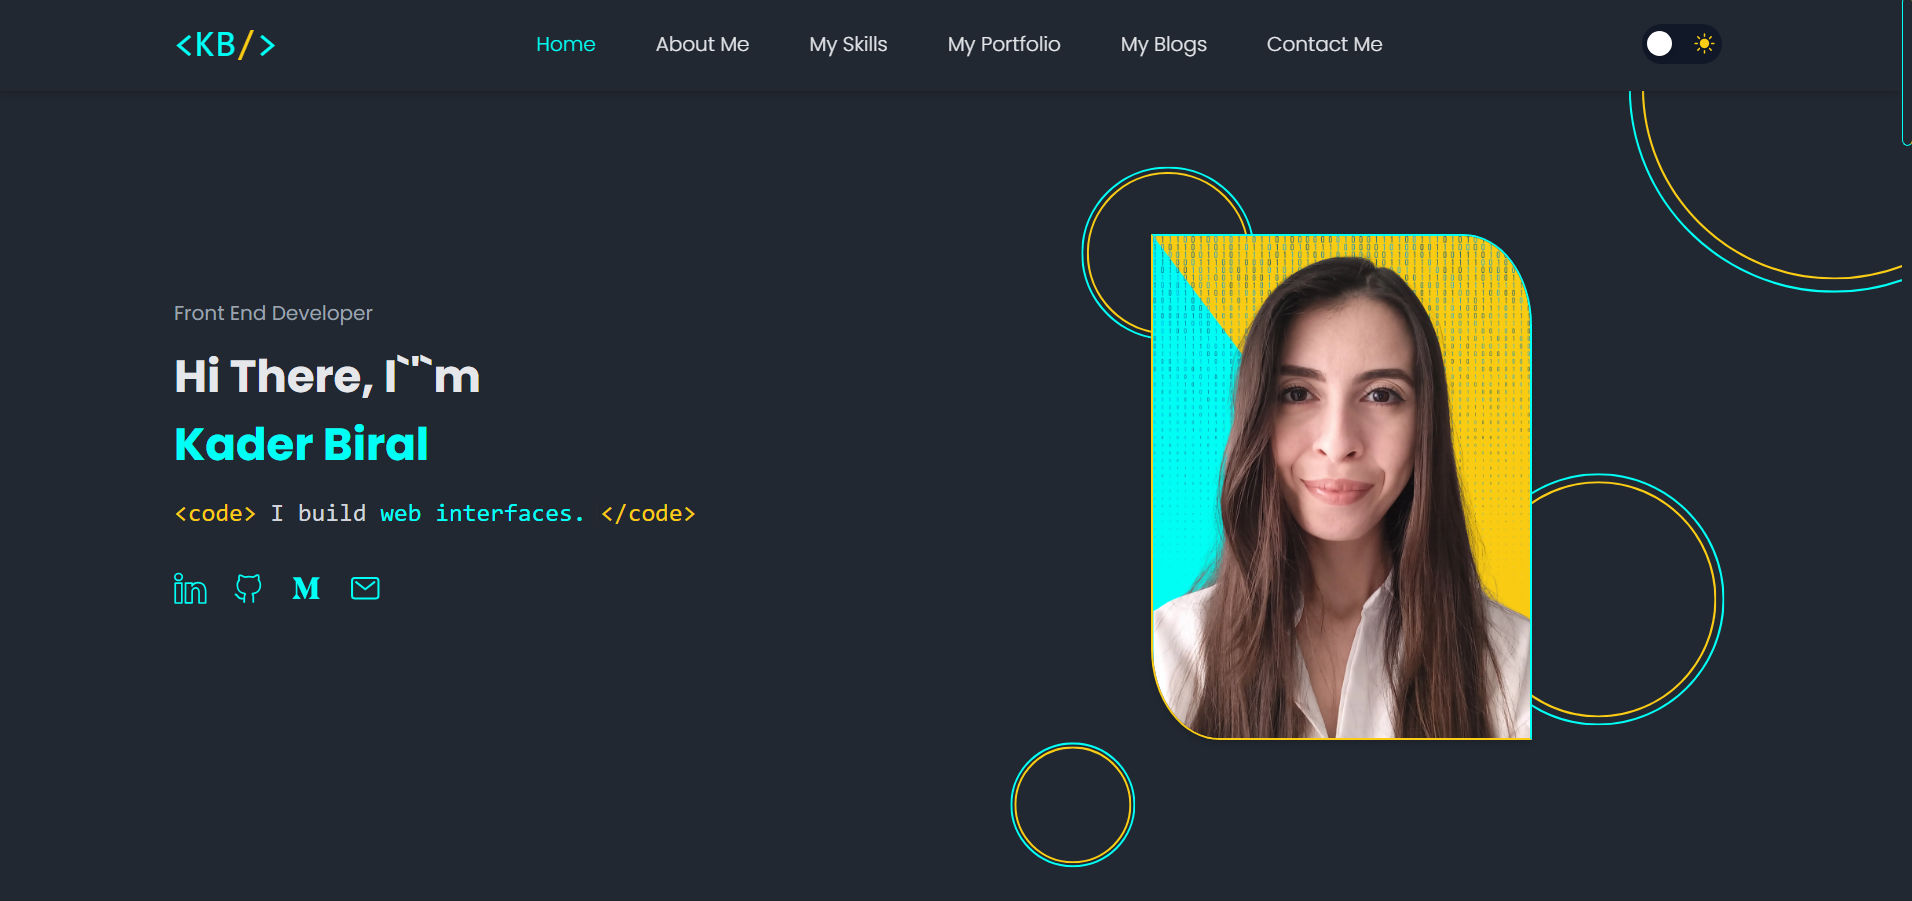 <KB/>
Home
About Me
My Skills
My Portfolio
My Blogs
Contact Me
Front End Developer
Hi There, I`"`m
Kader Biral
<code> I build web interfaces. </code>
in
M